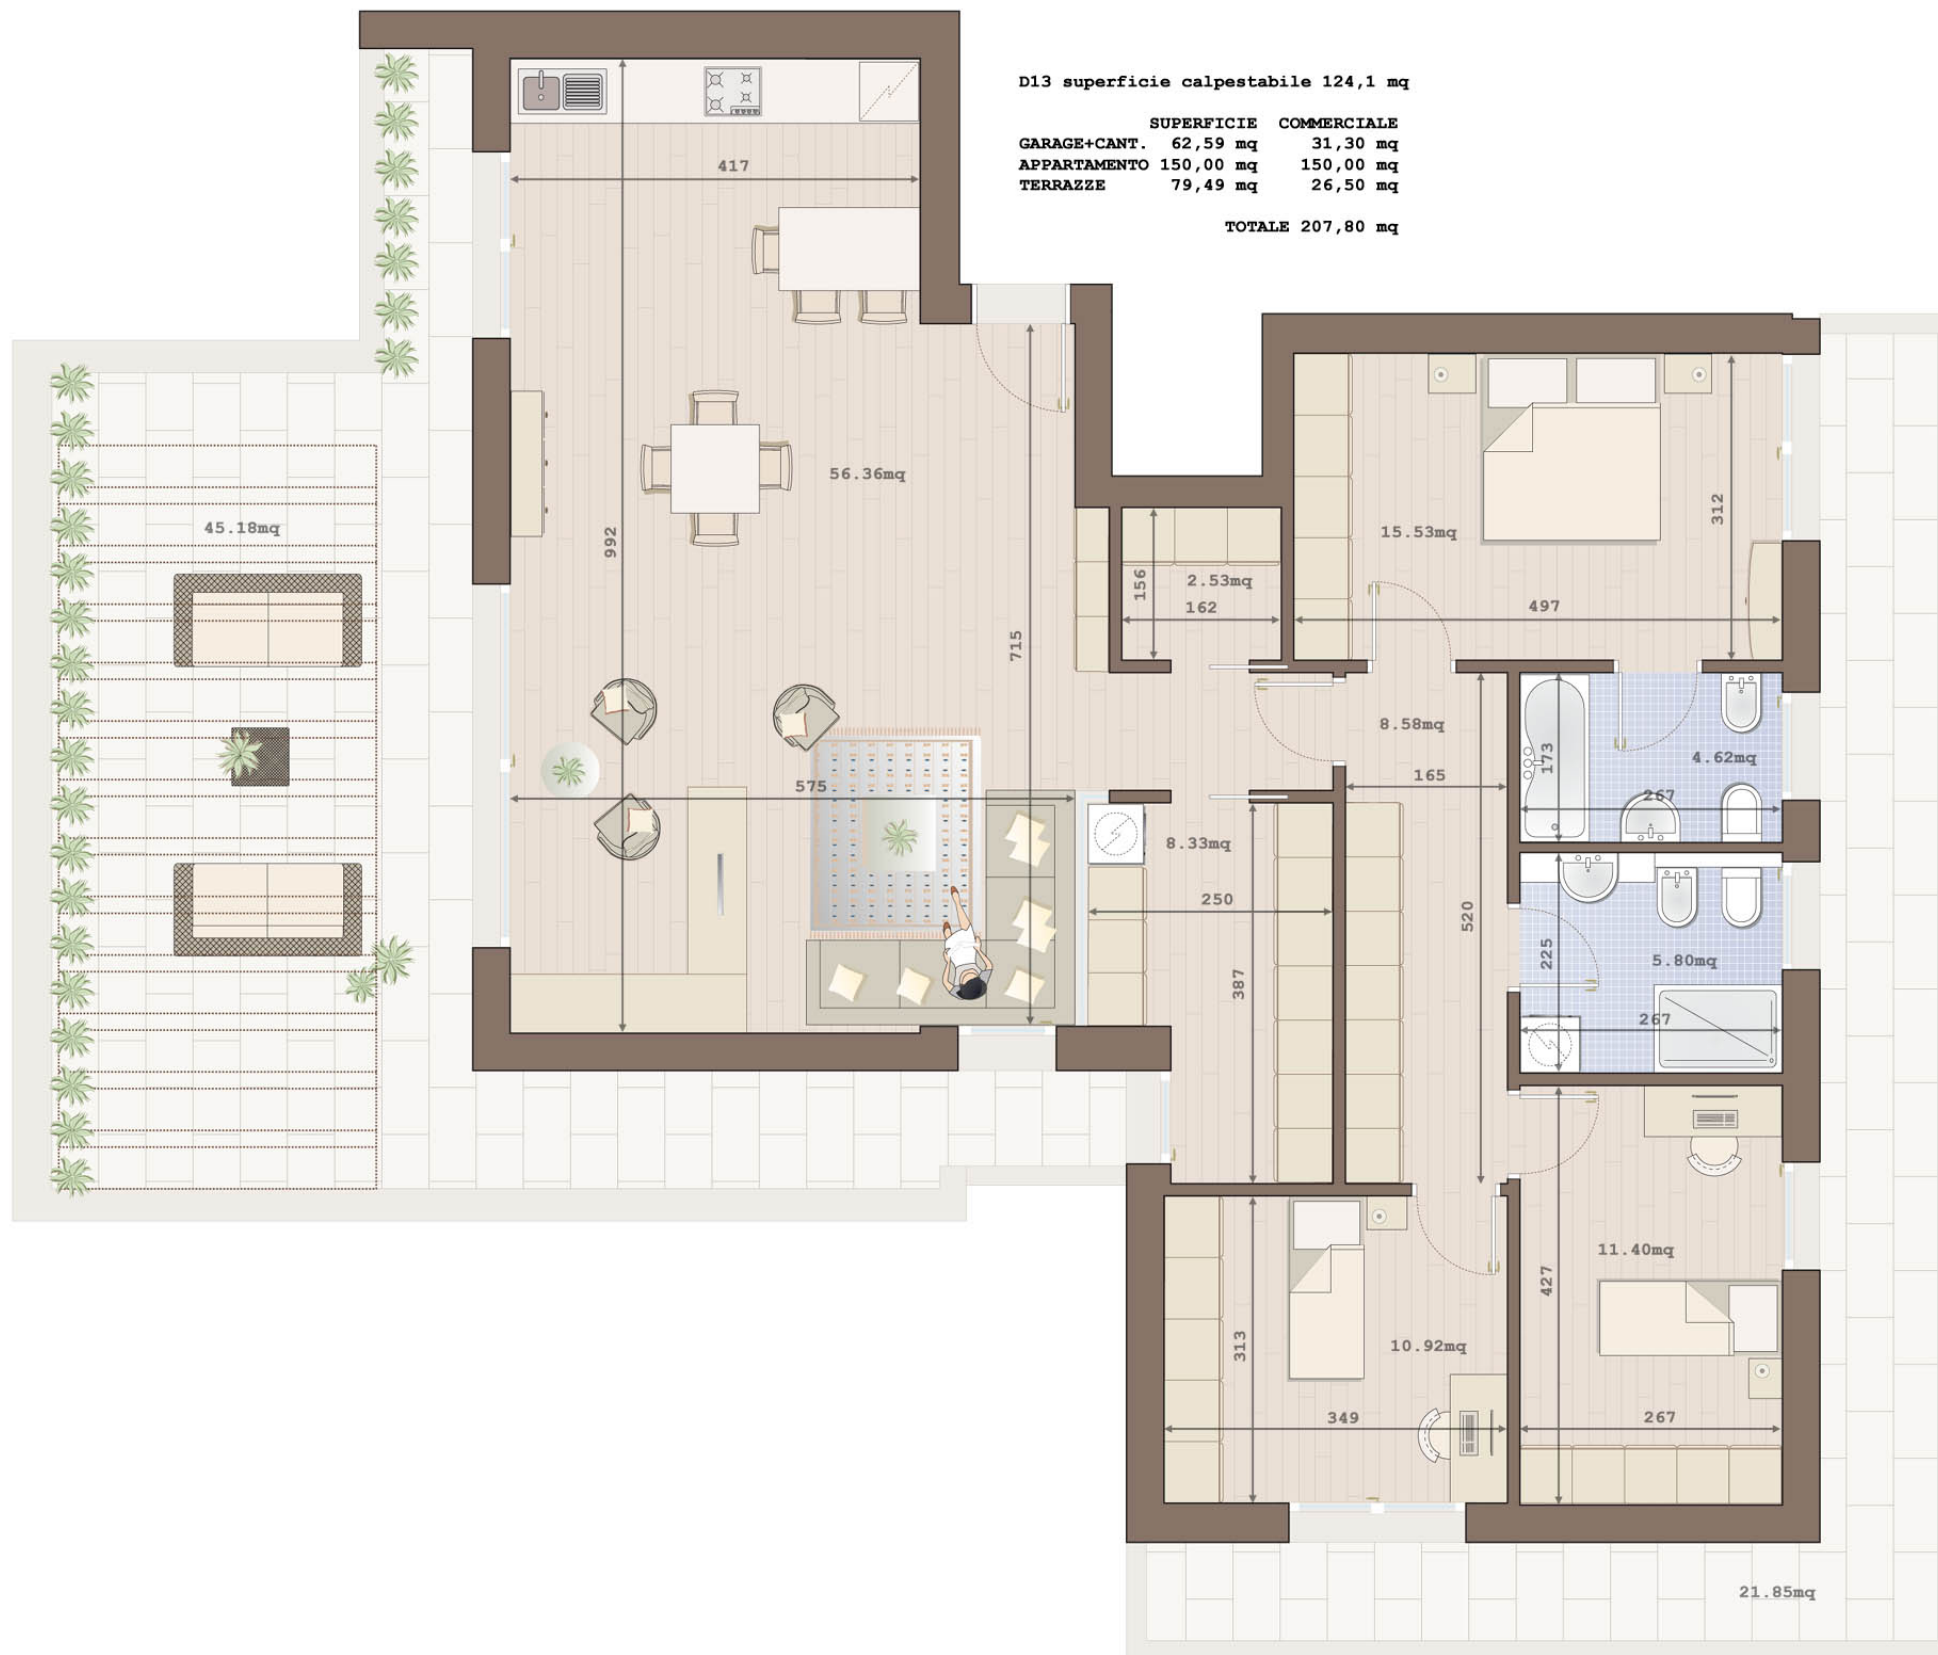 D13 superficie calpestabile 124,1 mq
SUPERFICIE COMMERCIALE
GARAGE+CANT. 62,59 mq 31,30 mq
APPARTAMENTO 150,00 mq 150,00 mq
TERRAZZE 79,49 mq 26,50 mq
TOTALE 207,80 mq
417
56.36mq
45.18mq
992
715
575
156
2.53mq
162
15.53mq
312
497
8.58mq
165
173
4.62mq
267
8.33mq
250
387
520
225
5.80mq
267
11.40mq
427
267
313
10.92mq
349
21.85mq